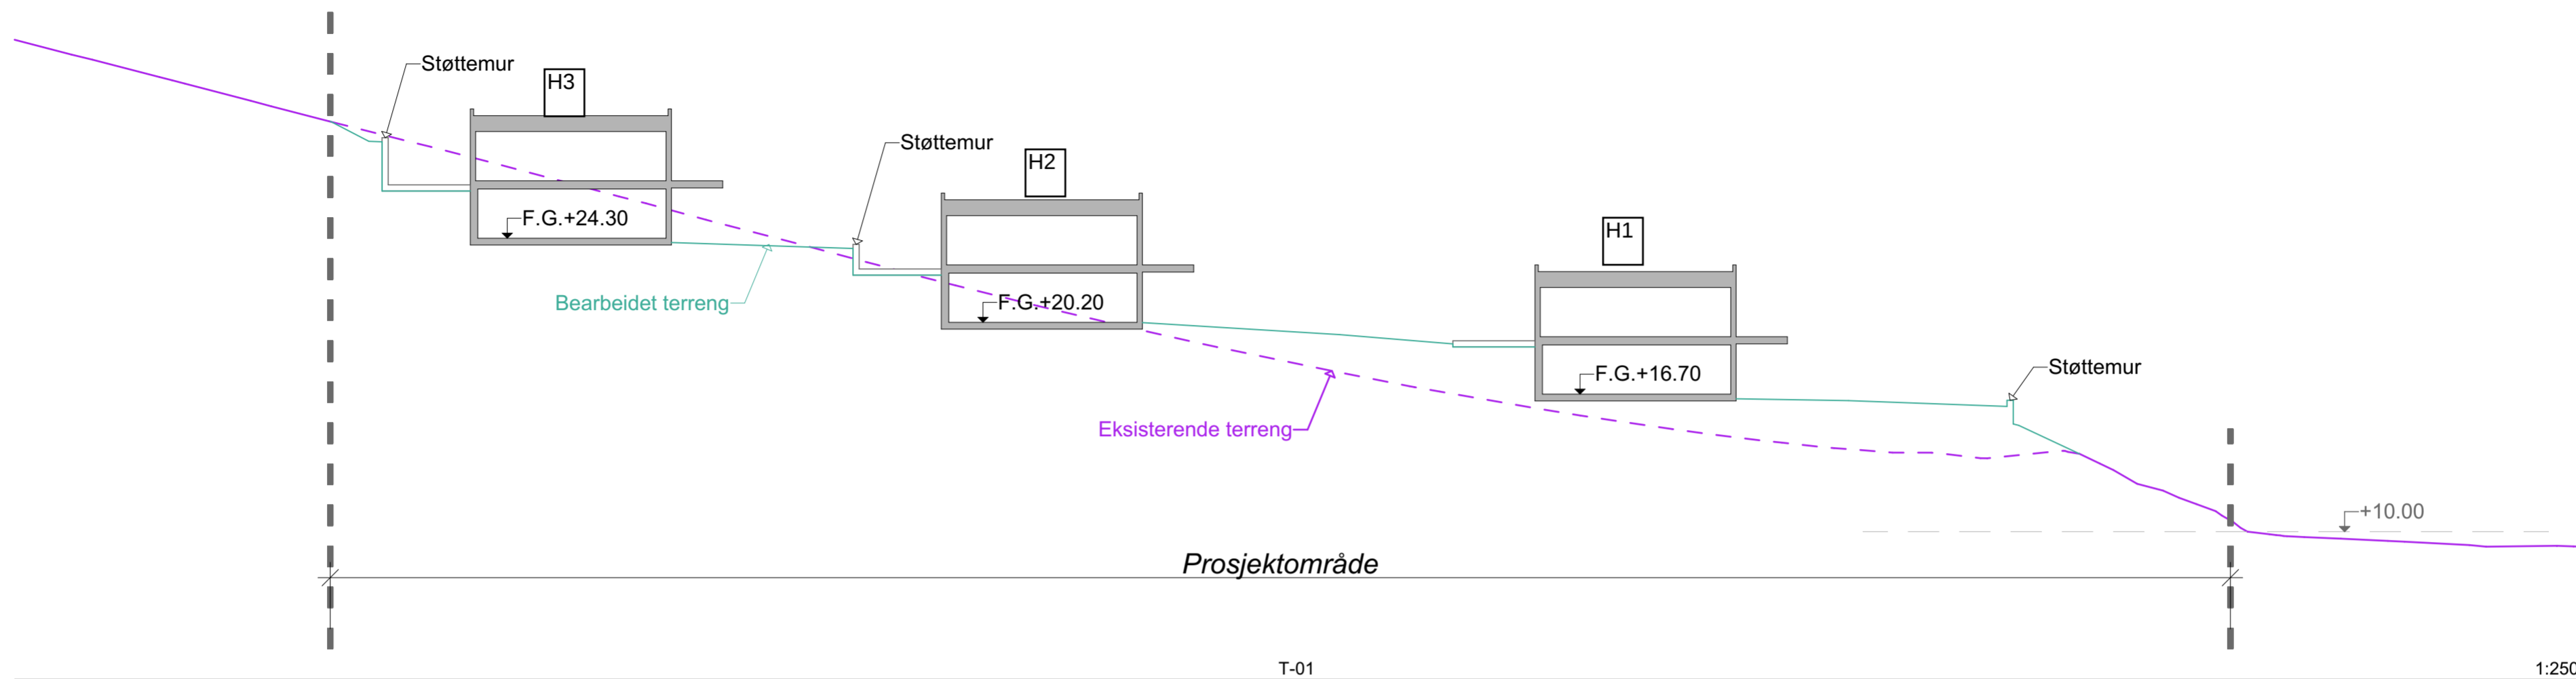 Støttemur
H3
Støttemur
H2
F.G.+24.30
H1
Bearbeidet terreng
F.G.+20.20
Støttemur
F.G.+16.70
Eksisterende terreng
+10.00
Prosjektområde
T-01
1:250